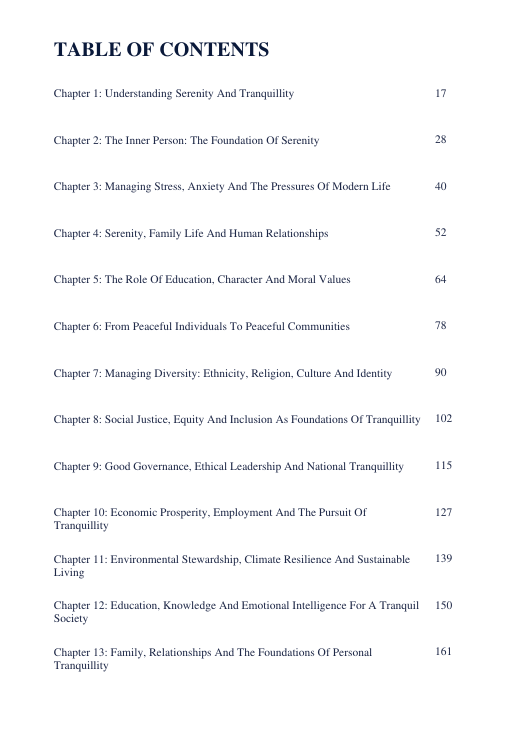 TABLE OF CONTENTS
Chapter 1: Understanding Serenity And Tranquillity 17
Chapter 2: The Inner Person: The Foundation Of Serenity 28
Chapter 3: Managing Stress, Anxiety And The Pressures Of Modern Life 40
Chapter 4: Serenity, Family Life And Human Relationships 52
Chapter 5: The Role Of Education, Character And Moral Values 64
Chapter 6: From Peaceful Individuals To Peaceful Communities 78
Chapter 7: Managing Diversity: Ethnicity, Religion, Culture And Identity 90
Chapter 8: Social Justice, Equity And Inclusion As Foundations Of Tranquillity 102
Chapter 9: Good Governance, Ethical Leadership And National Tranquillity 115
Chapter 10: Economic Prosperity, Employment And The Pursuit Of 127
Tranquillity
Chapter 11: Environmental Stewardship, Climate Resilience And Sustainable 139
Living
Chapter 12: Education, Knowledge And Emotional Intelligence For A Tranquil 150
Society
Chapter 13: Family, Relationships And The Foundations Of Personal 161
Tranquillity